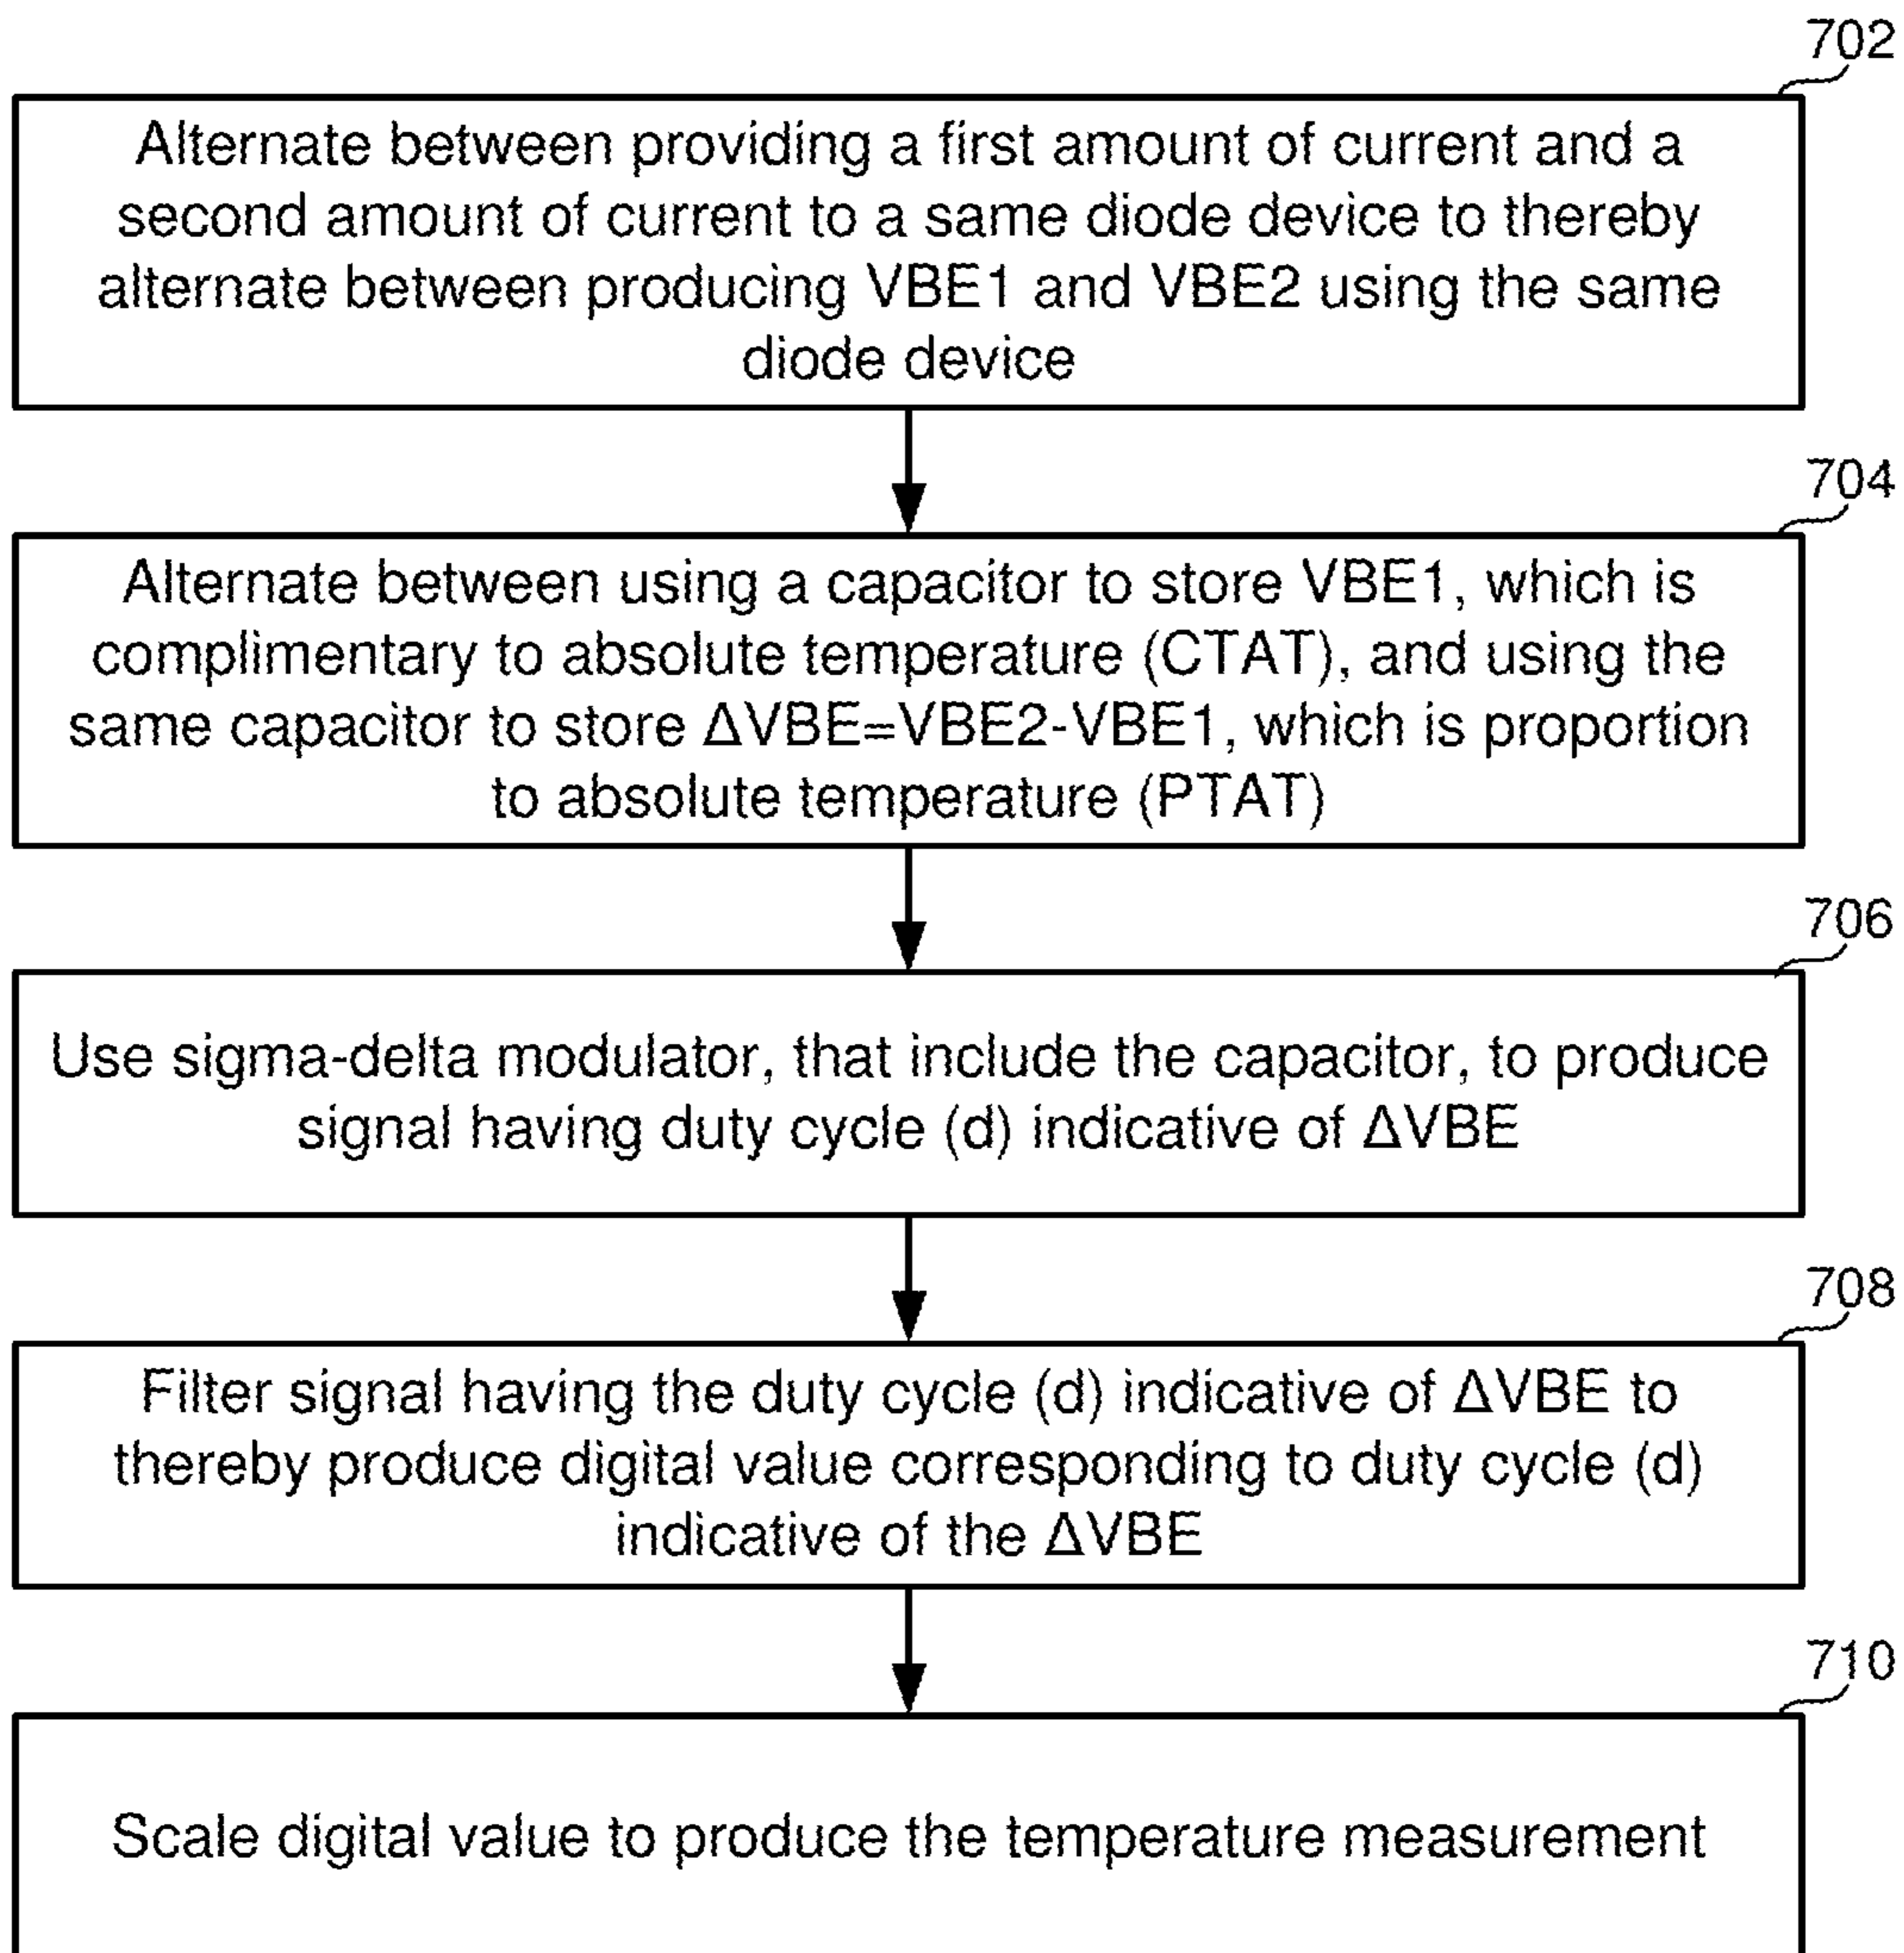 702
Alternate between providing a first amount of current and a
second amount of current to a same diode device to thereby
alternate between producing VBE1 and VBE2 using the same
diode device
704
Alternate between using a capacitor to store VBE1, which is
complimentary to absolute temperature (CTAT), and using the
same capacitor to store ΔVBE=VBE2-VBE1, which is proportion
to absolute temperature (PTAT)
706
Use sigma-delta modulator, that include the capacitor, to produce
signal having duty cycle (d) indicative of ΔVBE
708
Filter signal having the duty cycle (d) indicative of ΔVBE to
thereby produce digital value corresponding to duty cycle (d)
indicative of the ΔVBE
710
Scale digital value to produce the temperature measurement